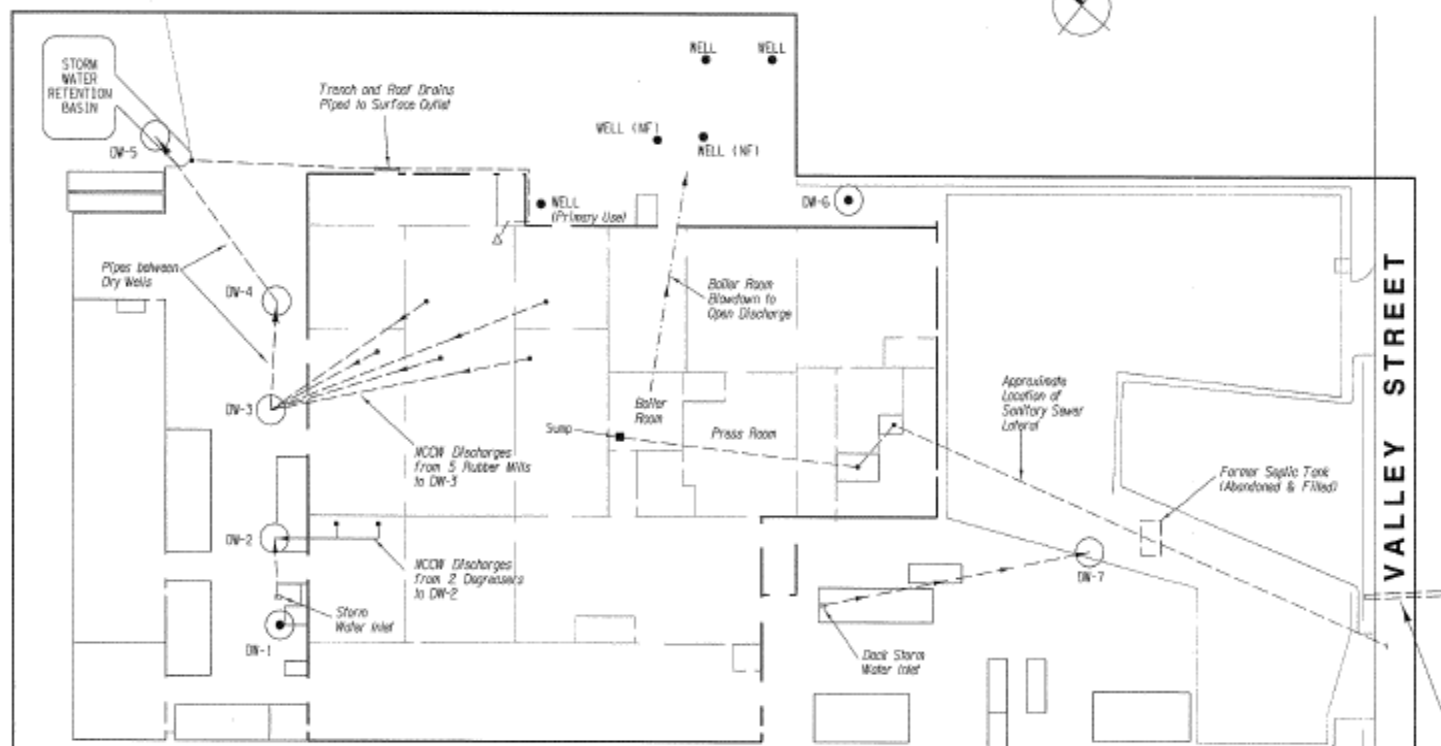 WELL
WELL
STORM
WATER
RETENTION
BASIN
Trench and Roof Drains
Piped to Surface Outlet
WELL (NF)
WELL (NF)
DW-5
WELL
(Primary Use)
DW-6
Pipes between
Dry Wells
DW-4
Boiler Room
Blowdown to
Open Discharge
VALLEY STREET
Approximate
Location of
Sanitary Sewer
Lateral
DW-3
Boiler
Room
Sump
Press Room
NCCW Discharges
from 5 Rubber Mills
to DW-3
Former Septic Tank
(Abandoned & Filled)
DW-2
NCCW Discharges
from 2 Degreasers
to DW-2
DW-7
Storm
Water Inlet
DW-1
Dock Storm
Water Inlet